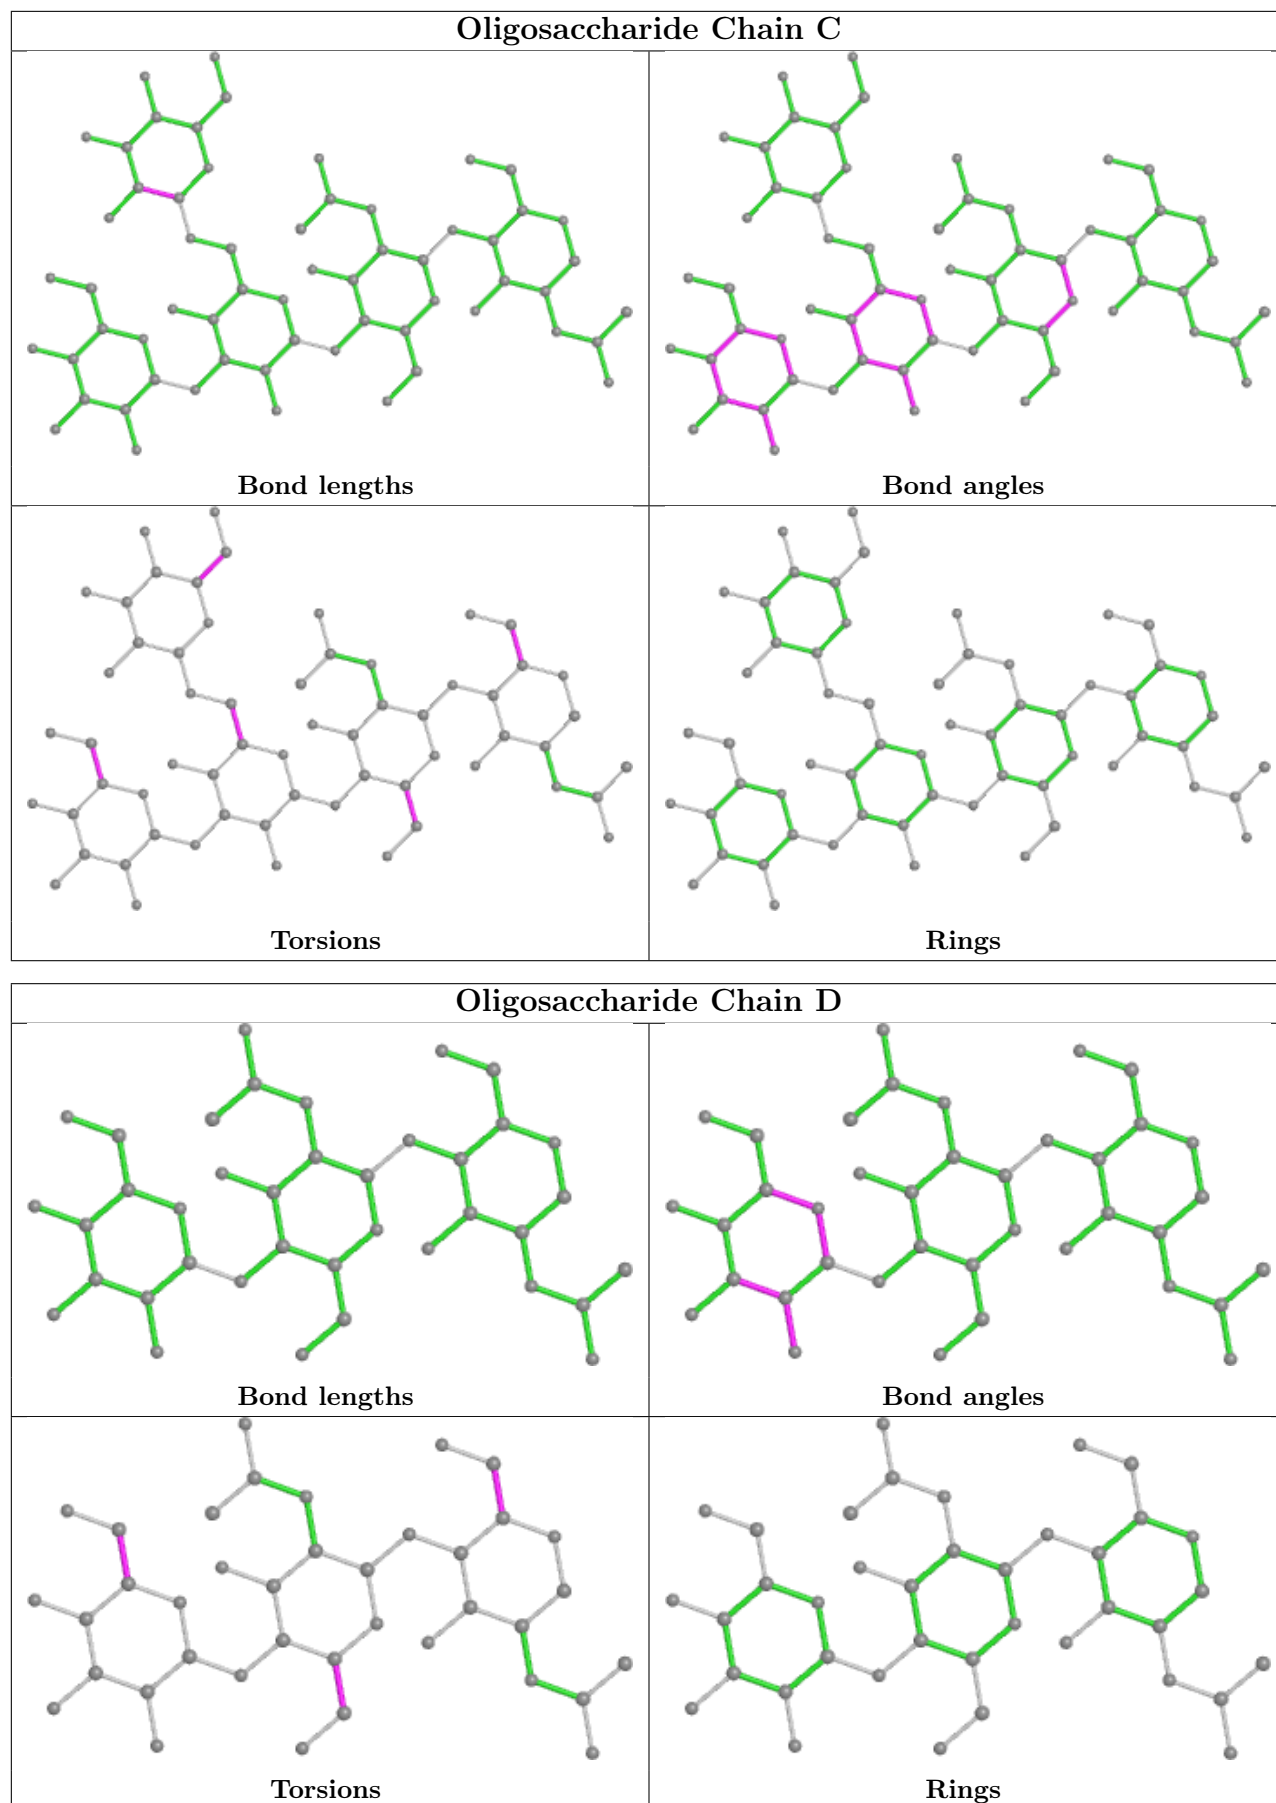 Oligosaccharide Chain C
Bond lengths
Bond angles
Torsions
Rings
Oligosaccharide Chain D
Bond lengths
Bond angles
Torsions
Rings